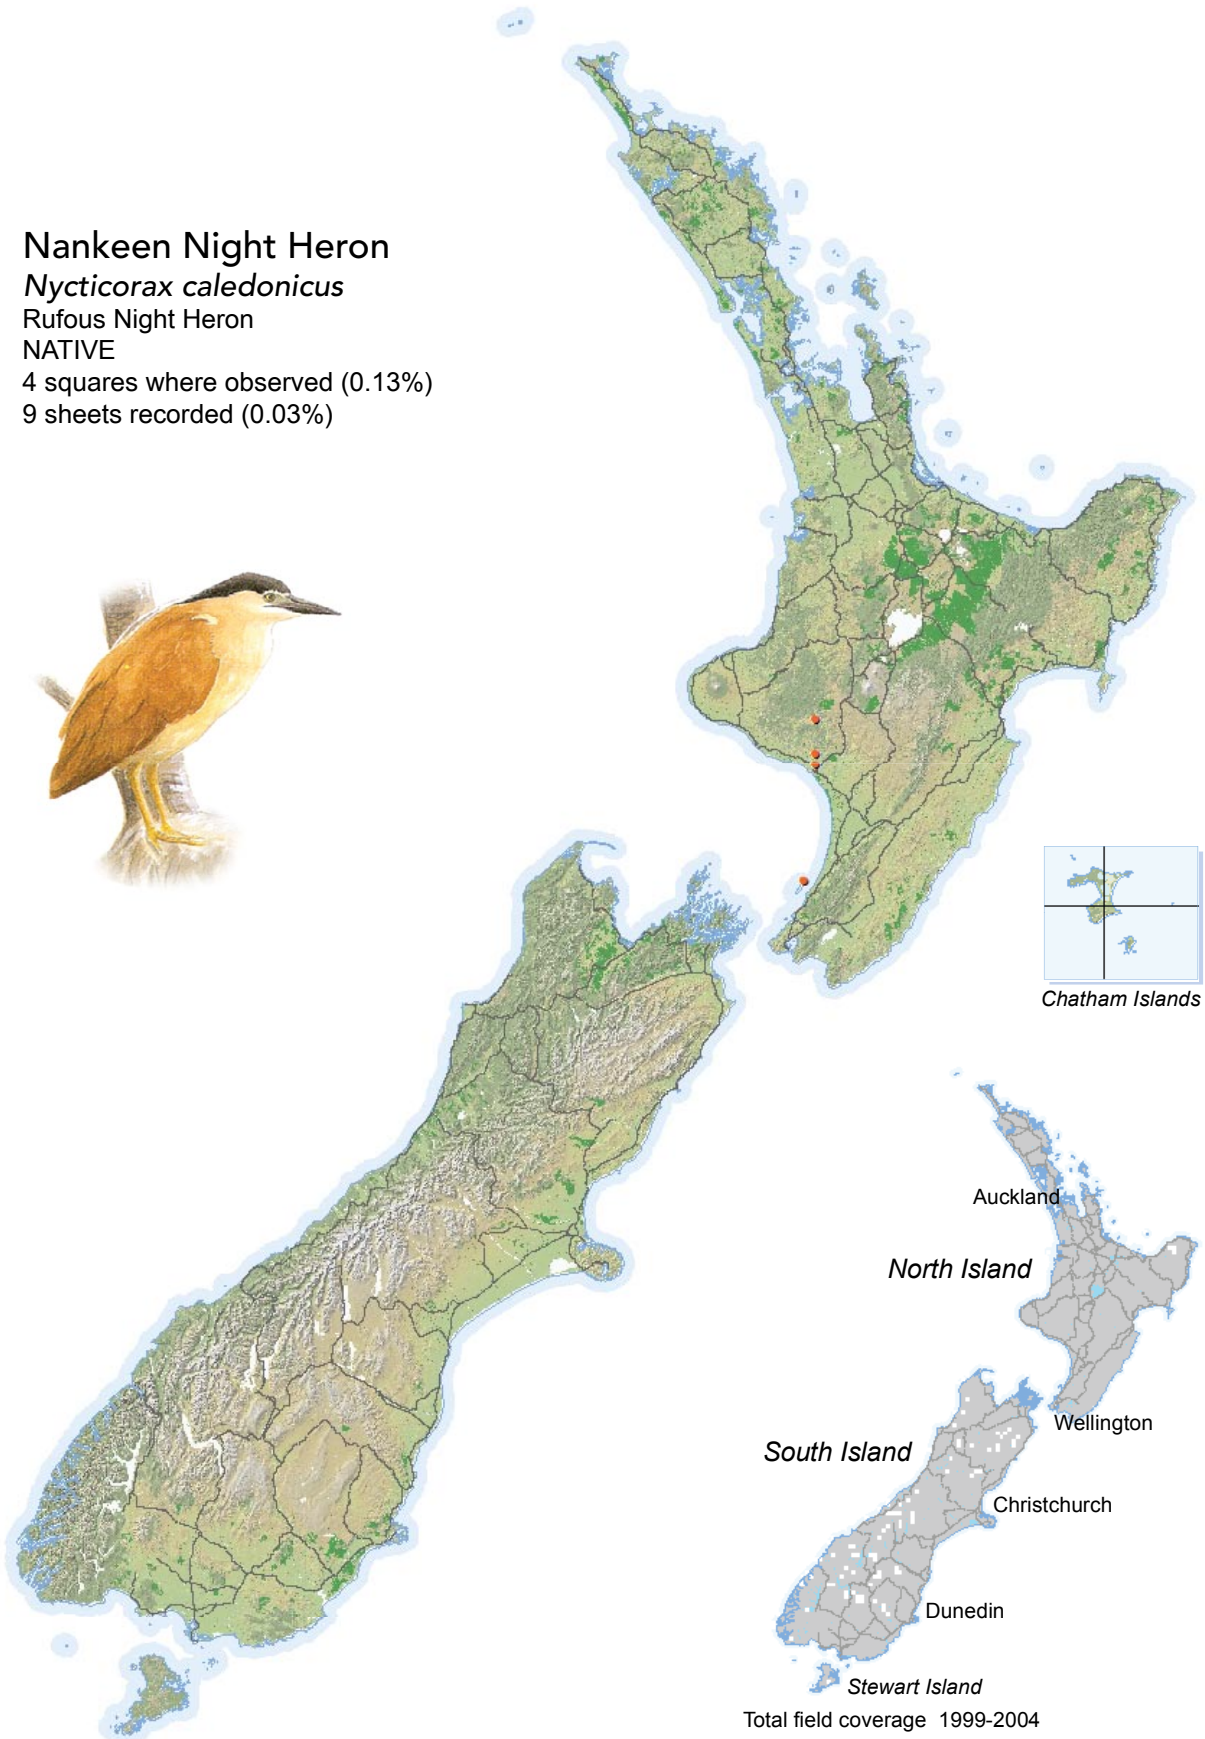 Nankeen Night Heron
Nycticorax caledonicus
Rufous Night Heron
NATIVE
4 squares where observed (0.13%)
9 sheets recorded (0.03%)
Chatham Islands
Auckland
North Island
Wellington
South Island
Christchurch
Dunedin
Stewart Island
Total field coverage 1999-2004